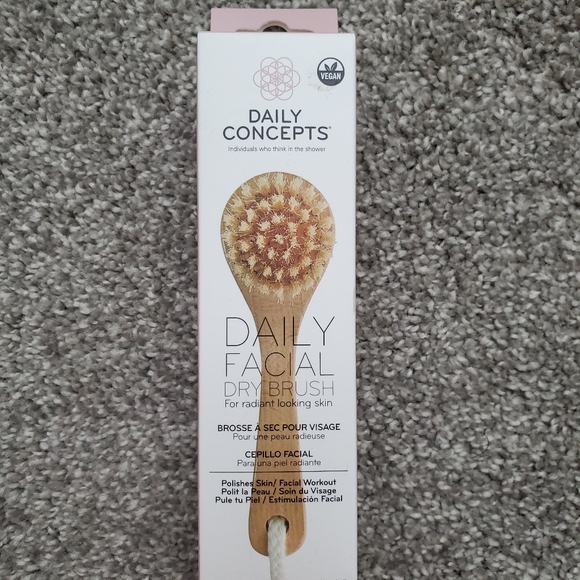 VEGAN
DAILY
CONCEPTS®
Individuals who think in the shower
DAILY
FACIAL
DRY BRUSH
For radiant looking skin
BROSSE À SEC POUR VISAGE
Pour une peau radieuse
CEPILLO FACIAL
Para una piel radiante
Polishes Skin/ Facial Workout
Polit la Peau / Soin du Visage
Pule tu Piel / Estimulación Facial